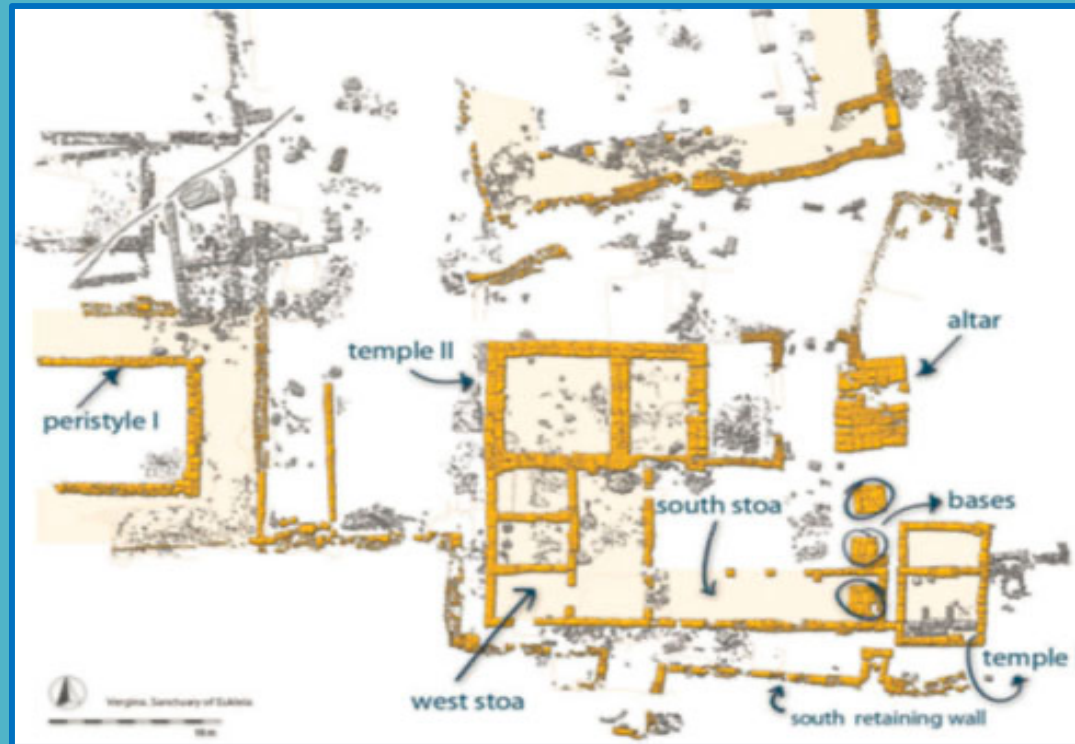 altar
temple II
peristyle I
south stoa
bases
west stoa
temple
south retaining wall
Vergina, Sanctuary of Eukleia